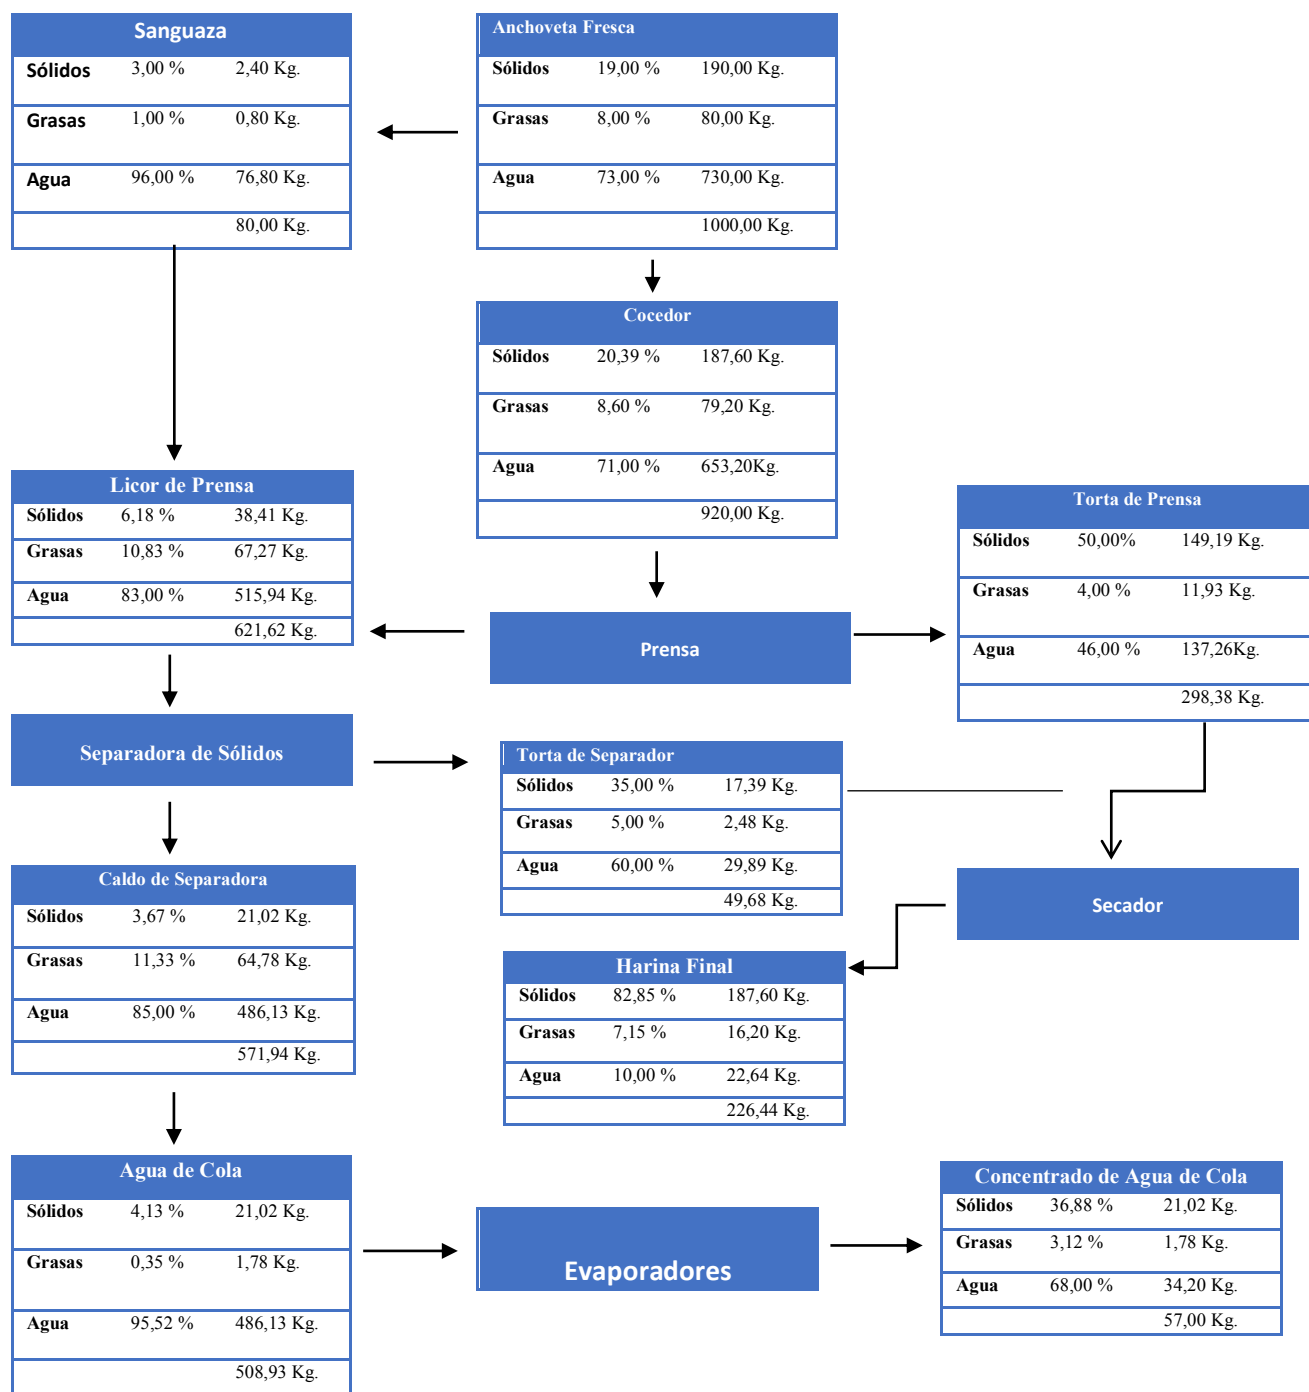 Sanguaza
Sólidos 3,00 % 2,40 Kg.
Grasas 1,00 % 0,80 Kg.
Agua 96,00 % 76,80 Kg.
80,00 Kg.
Anchoveta Fresca
Sólidos 19,00 % 190,00 Kg.
Grasas 8,00 % 80,00 Kg.
Agua 73,00 % 730,00 Kg.
1000,00 Kg.
Cocedor
Sólidos 20,39 % 187,60 Kg.
Grasas 8,60 % 79,20 Kg.
Agua 71,00 % 653,20Kg.
920,00 Kg.
Licor de Prensa
Sólidos 6,18 % 38,41 Kg.
Grasas 10,83 % 67,27 Kg.
Agua 83,00 % 515,94 Kg.
621,62 Kg.
Prensa
Torta de Prensa
Sólidos 50,00% 149,19 Kg.
Grasas 4,00 % 11,93 Kg.
Agua 46,00 % 137,26Kg.
298,38 Kg.
Separadora de Sólidos
Torta de Separador
Sólidos 35,00 % 17,39 Kg.
Grasas 5,00 % 2,48 Kg.
Agua 60,00 % 29,89 Kg.
49,68 Kg.
Caldo de Separadora
Sólidos 3,67 % 21,02 Kg.
Grasas 11,33 % 64,78 Kg.
Agua 85,00 % 486,13 Kg.
571,94 Kg.
Secador
Harina Final
Sólidos 82,85 % 187,60 Kg.
Grasas 7,15 % 16,20 Kg.
Agua 10,00 % 22,64 Kg.
226,44 Kg.
Agua de Cola
Sólidos 4,13 % 21,02 Kg.
Grasas 0,35 % 1,78 Kg.
Agua 95,52 % 486,13 Kg.
508,93 Kg.
Evaporadores
Concentrado de Agua de Cola
Sólidos 36,88 % 21,02 Kg.
Grasas 3,12 % 1,78 Kg.
Agua 68,00 % 34,20 Kg.
57,00 Kg.